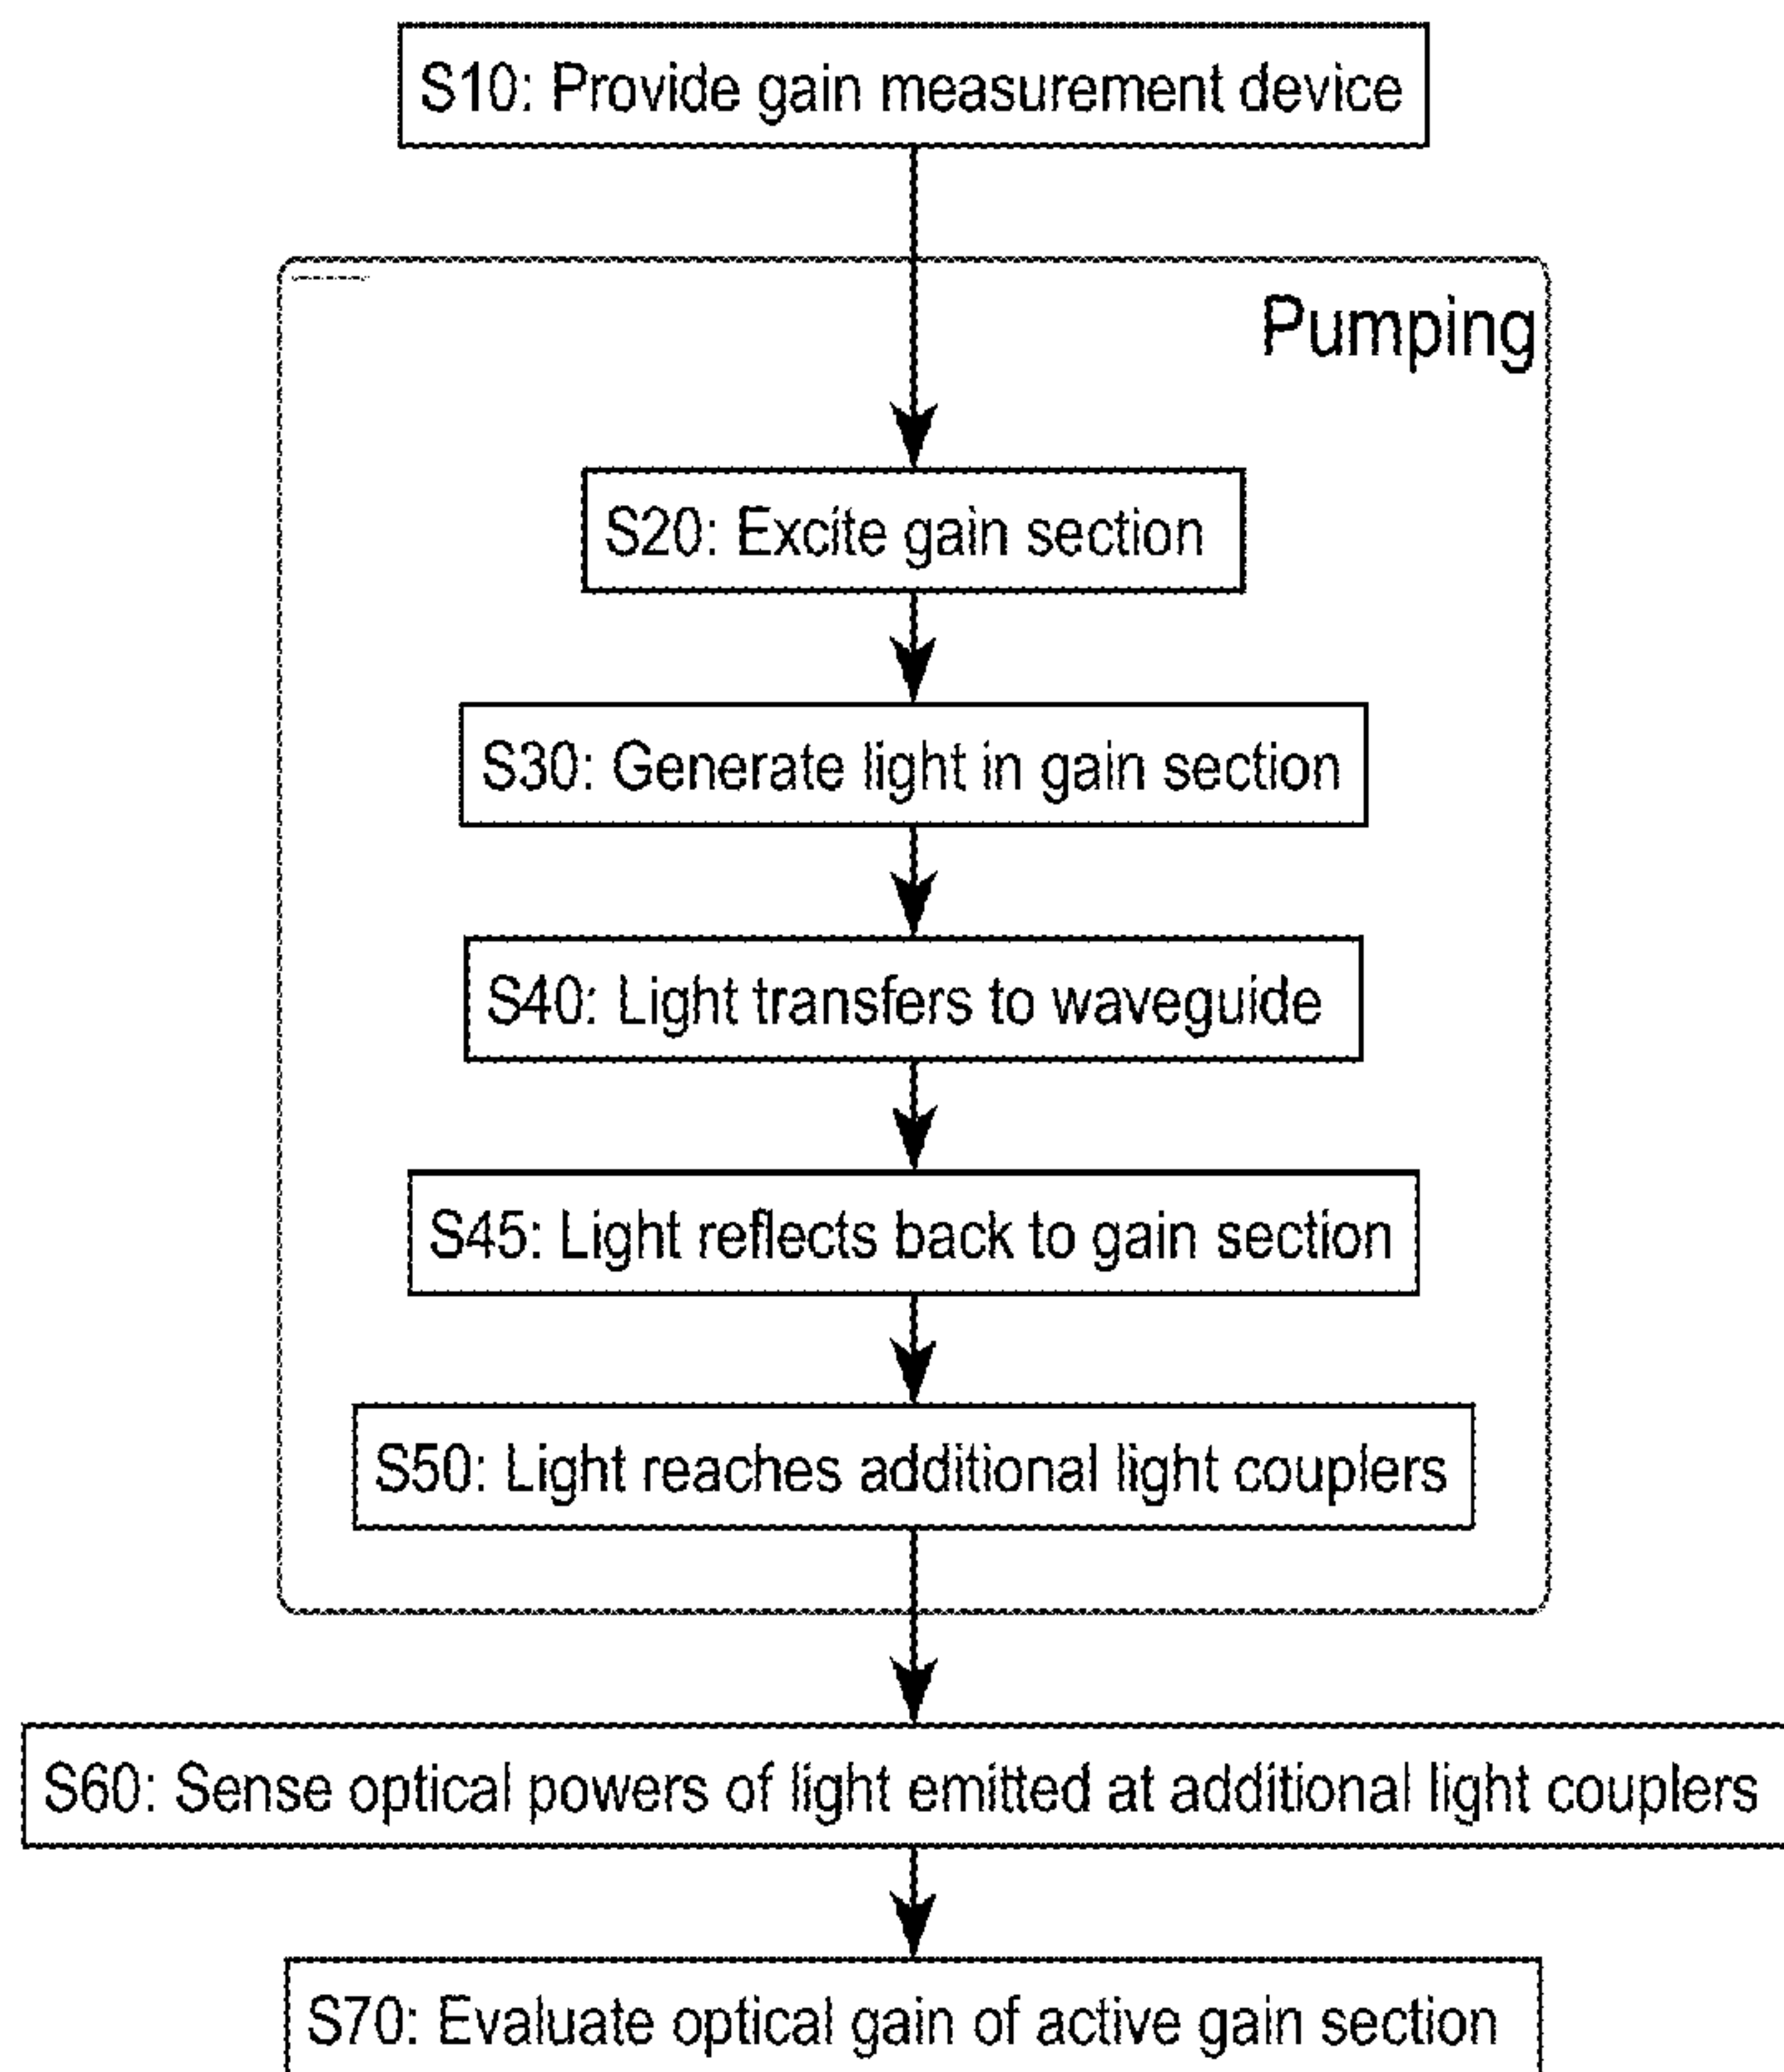 S10: Provide gain measurement device
Pumping
S20: Excite gain section
S30: Generate light in gain section
S40: Light transfers to waveguide
S45: Light reflects back to gain section
S50: Light reaches additional light couplers
S60: Sense optical powers of light emitted at additional light couplers
S70: Evaluate optical gain of active gain section